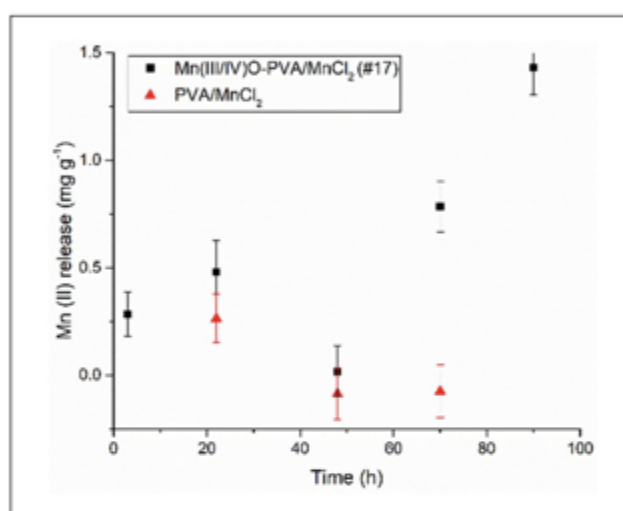 1.5
Mn(III/IV)O-PVA/MnCl₂ (#17)
PVA/MnCl₂
1.0
0.5
0.0
Mn (II) release (mg g⁻¹)
0 20 40 60 80 100
Time (h)